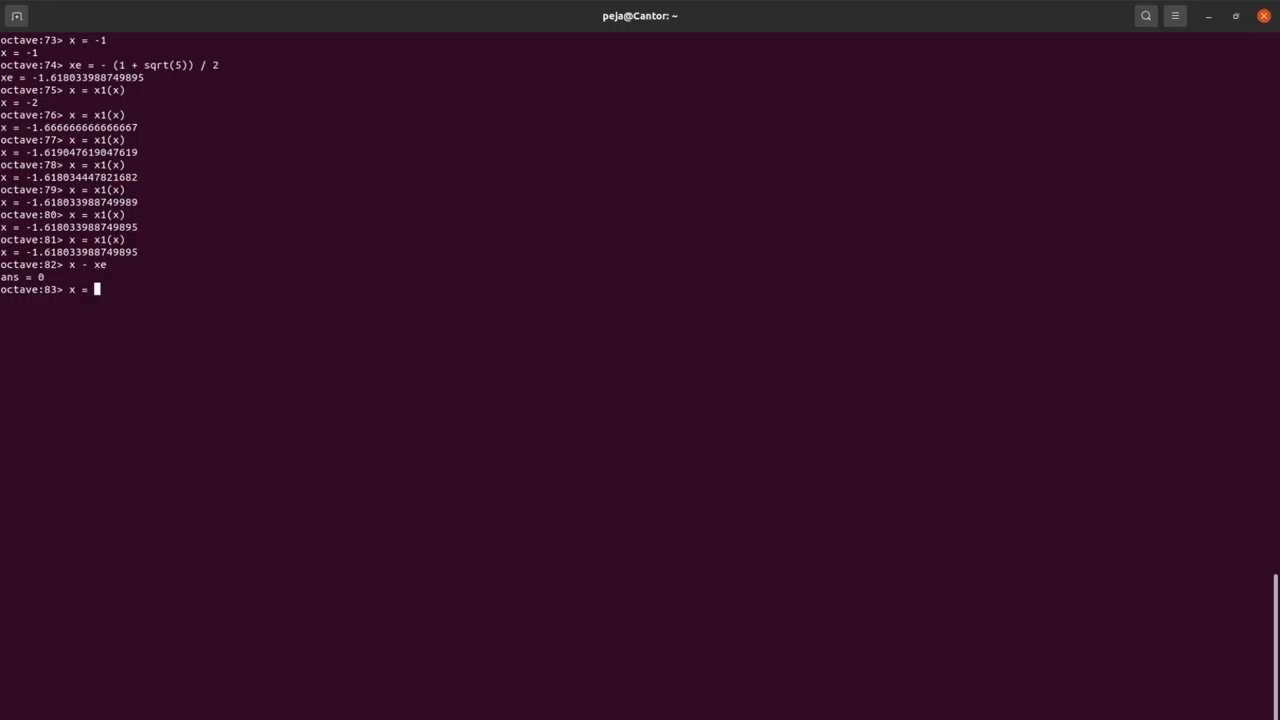 peja@Cantor: ~
octave:73> x = -1
x = -1
octave:74> xe = - (1 + sqrt(5)) / 2
xe = -1.618033988749895
octave:75> x = x1(x)
x = -2
octave:76> x = x1(x)
x = -1.666666666666667
octave:77> x = x1(x)
x = -1.619047619047619
octave:78> x = x1(x)
x = -1.618034447821682
octave:79> x = x1(x)
x = -1.618033988749989
octave:80> x = x1(x)
x = -1.618033988749895
octave:81> x = x1(x)
x = -1.618033988749895
octave:82> x - xe
ans = 0
octave:83> x =